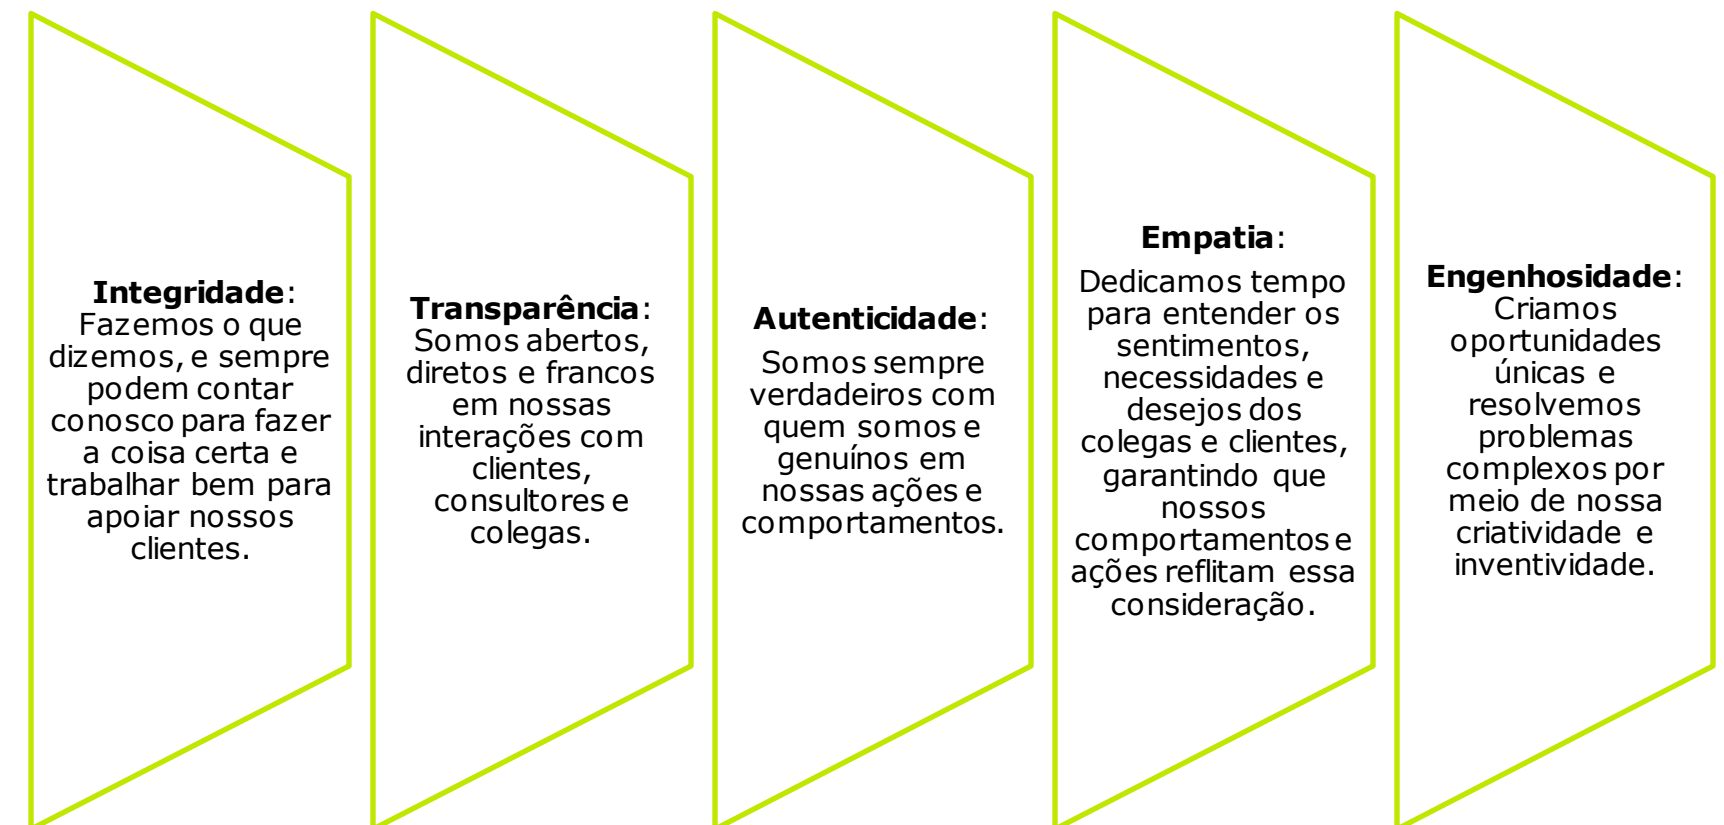 Integridade:
Fazemos o que
dizemos, e sempre
podem contar
conosco para fazer
a coisa certa e
trabalhar bem para
apoiar nossos
clientes.
Transparência:
Somos abertos,
diretos e francos
em nossas
interações com
clientes,
consultores e
colegas.
Autenticidade:
Somos sempre
verdadeiros com
quem somos e
genuínos em
nossas ações e
comportamentos.
Empatia:
Dedicamos tempo
para entender os
sentimentos,
necessidades e
desejos dos
colegas e clientes,
garantindo que
nossos
comportamentos e
ações reflitam essa
consideração.
Engenhosidade:
Criamos
oportunidades
únicas e
resolvemos
problemas
complexos por
meio de nossa
criatividade e
inventividade.